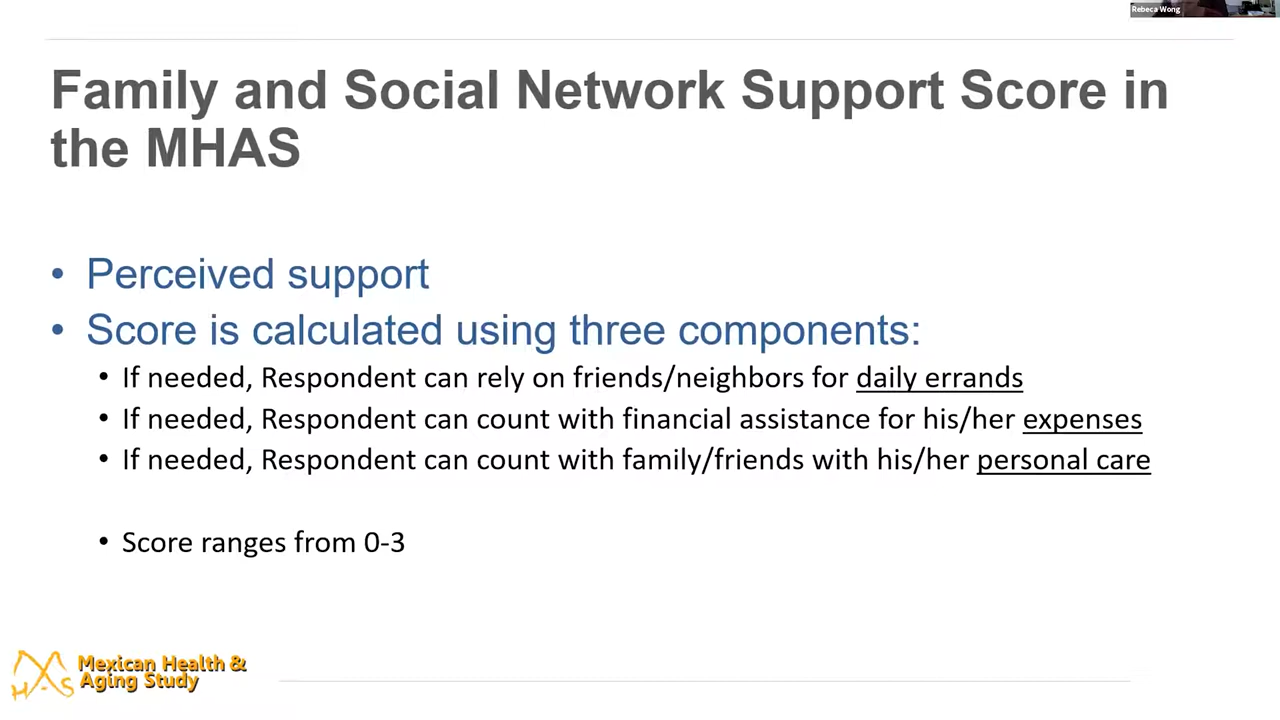 Rebeca Wong
Family and Social Network Support Score in
the MHAS
• Perceived support
• Score is calculated using three components:
• If needed, Respondent can rely on friends/neighbors for daily errands
• If needed, Respondent can count with financial assistance for his/her expenses
• If needed, Respondent can count with family/friends with his/her personal care
• Score ranges from 0-3
Mexican Health &
Aging Study